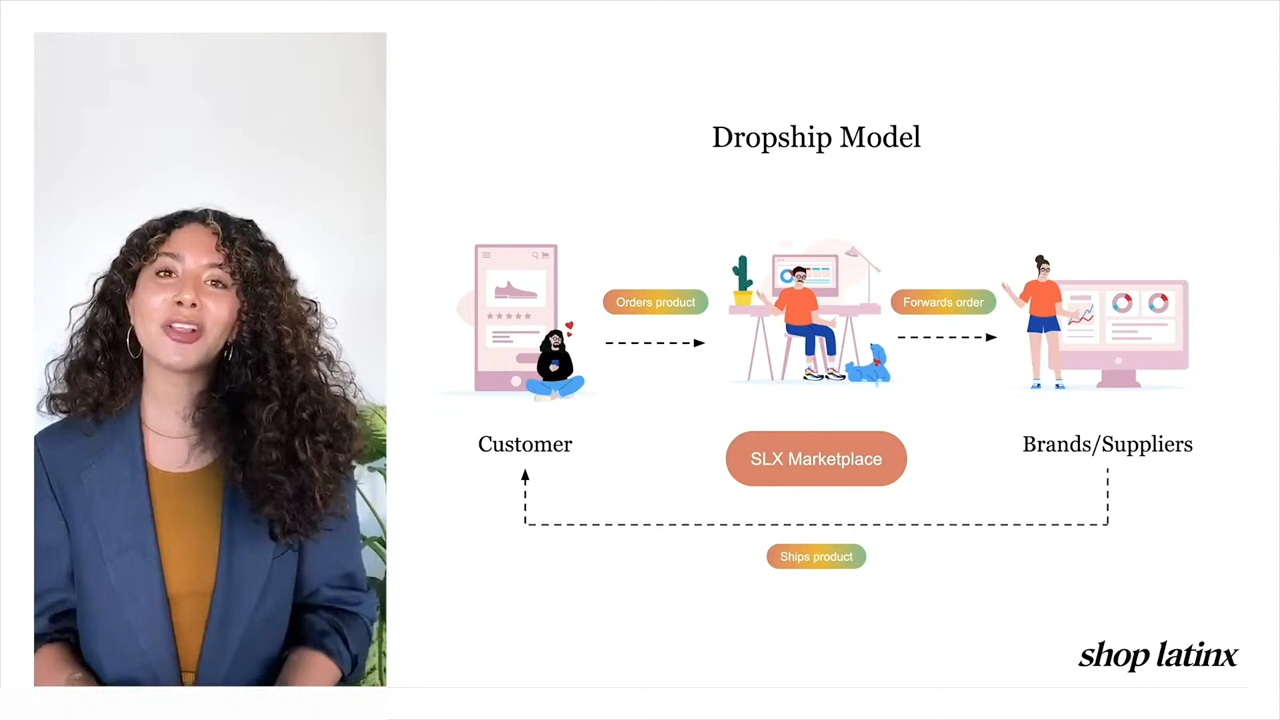 Dropship Model
Orders product
Forwards order
Customer
SLX Marketplace
Brands/Suppliers
Ships product
shop latinx